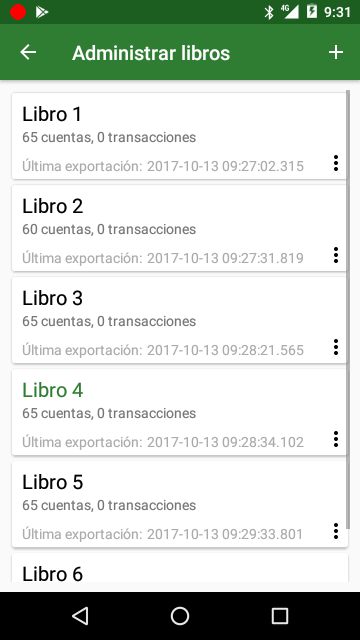 4G 9:31
Administrar libros
Libro 1
65 cuentas, 0 transacciones
Última exportación: 2017-10-13 09:27:02.315
Libro 2
60 cuentas, 0 transacciones
Última exportación: 2017-10-13 09:27:31.819
Libro 3
65 cuentas, 0 transacciones
Última exportación: 2017-10-13 09:28:21.565
Libro 4
65 cuentas, 0 transacciones
Última exportación: 2017-10-13 09:28:34.102
Libro 5
65 cuentas, 0 transacciones
Última exportación: 2017-10-13 09:29:33.801
Libro 6